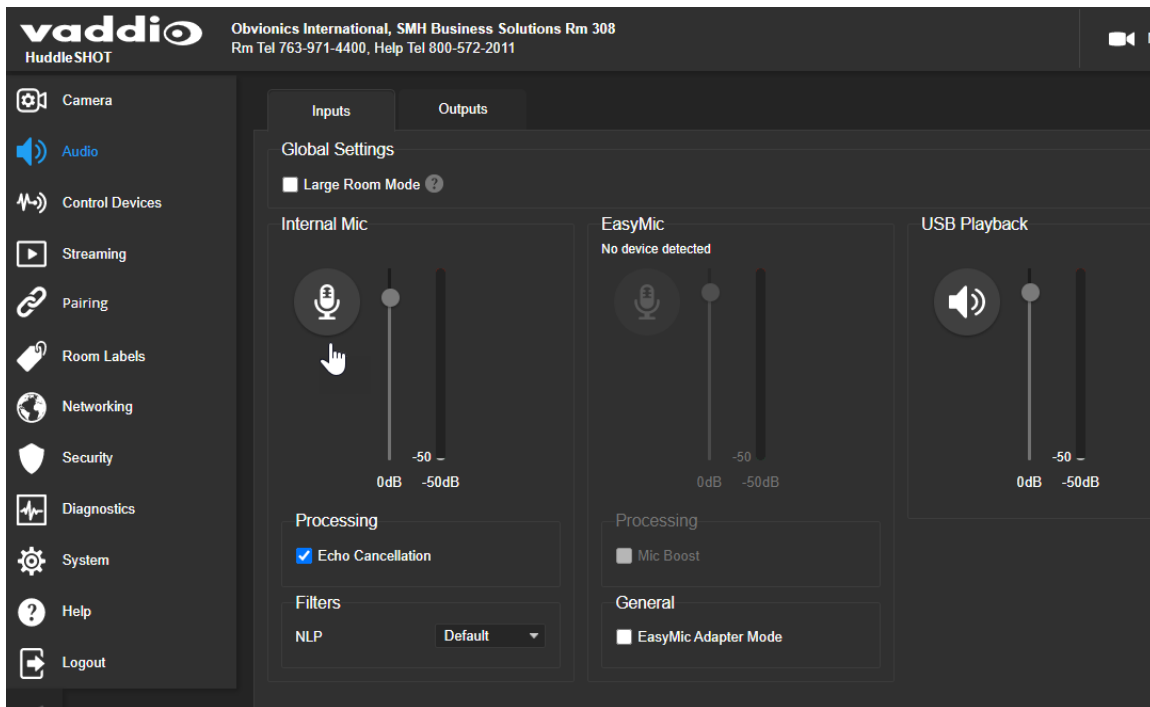 vaddio
HuddleSHOT
Obvionics International, SMH Business Solutions Rm 308
Rm Tel 763-971-4400, Help Tel 800-572-2011
Camera
Audio
Control Devices
Streaming
Pairing
Room Labels
Networking
Security
Diagnostics
System
Help
Logout
Inputs Outputs
Global Settings
Large Room Mode ?
Internal Mic
-50
0dB -50dB
Processing
Echo Cancellation
Filters
NLP Default
EasyMic
No device detected
-50
0dB -50dB
Processing
Mic Boost
General
EasyMic Adapter Mode
USB Playback
-50
0dB -50dB